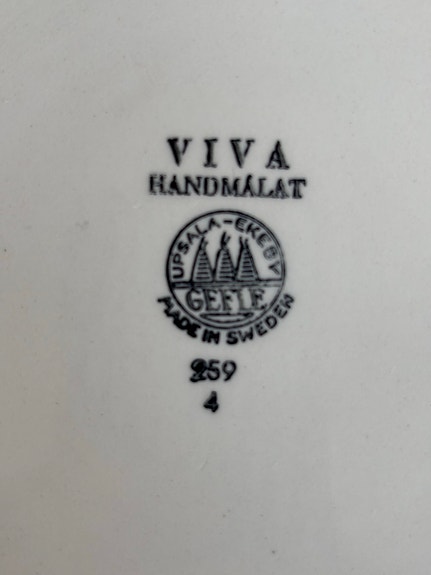 VIVA
HANDMÅLAT
UPSALA-EKEBY
GEFLE
MADE IN SWEDEN
259
4